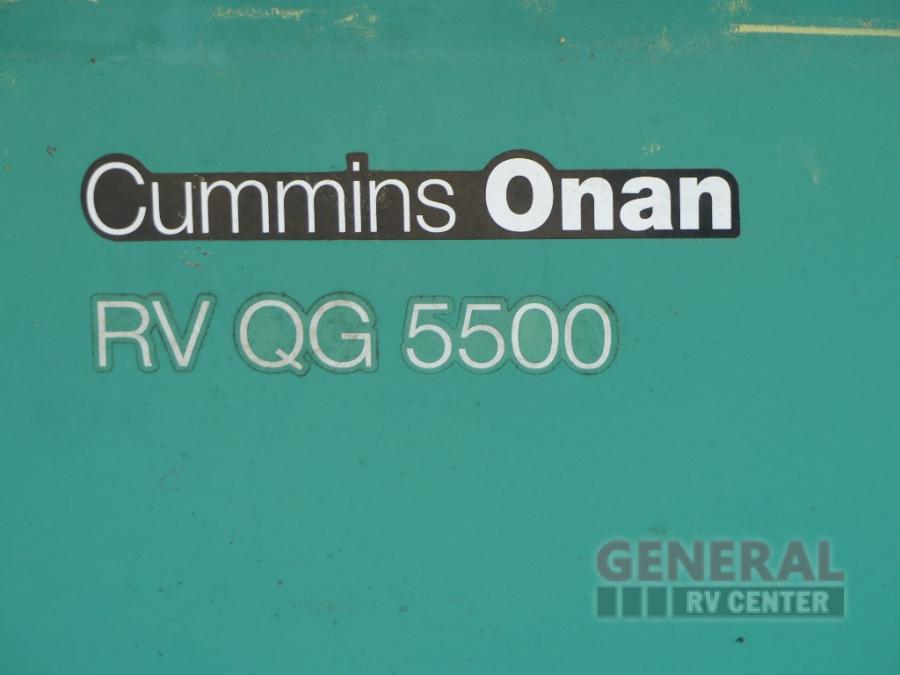 Cummins Onan
RV QG 5500
GENERAL
RV CENTER